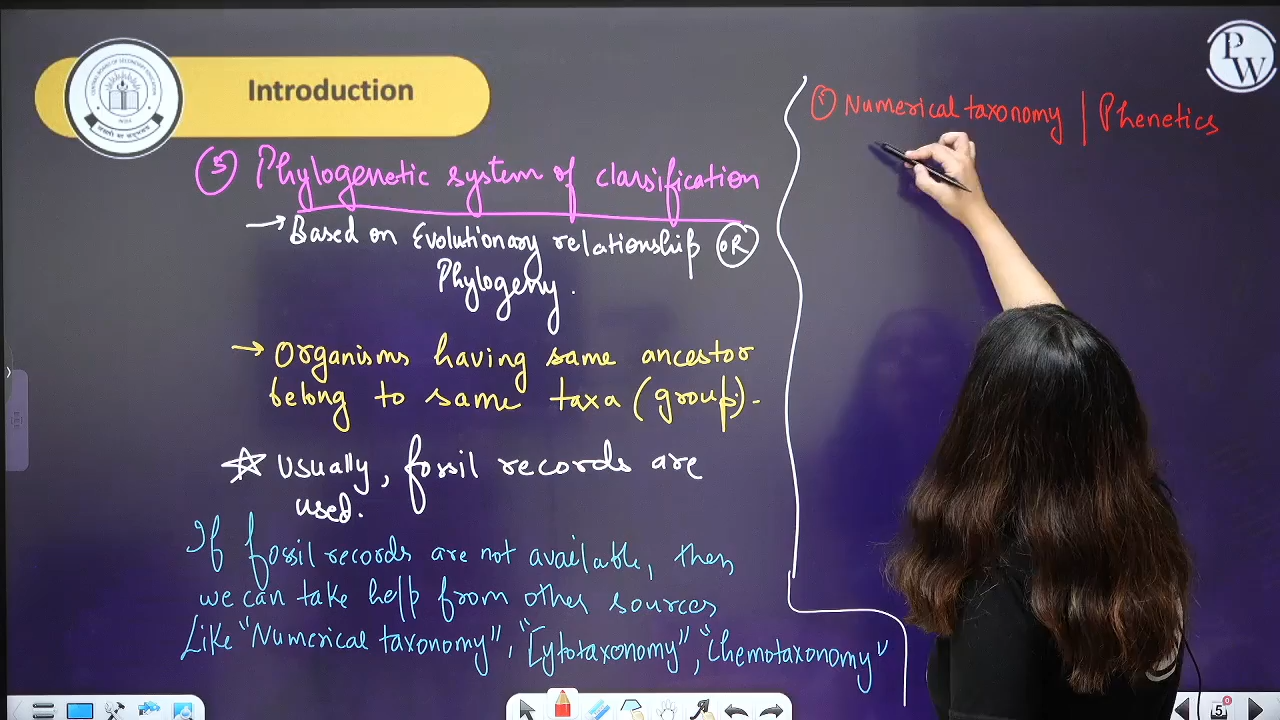 Introduction
⑤ Phylogenetic system of classification
→ Based on Evolutionary relationship OR
Phylogeny.
→ Organisms having same ancestor
belong to same taxa (group).
☆ Usually, fossil records are
used.
If fossil records are not available, then
we can take help from other sources
Like "Numerical taxonomy", "Cytotaxonomy", "Chemotaxonomy"
① Numerical taxonomy | Phenetics
PW
5